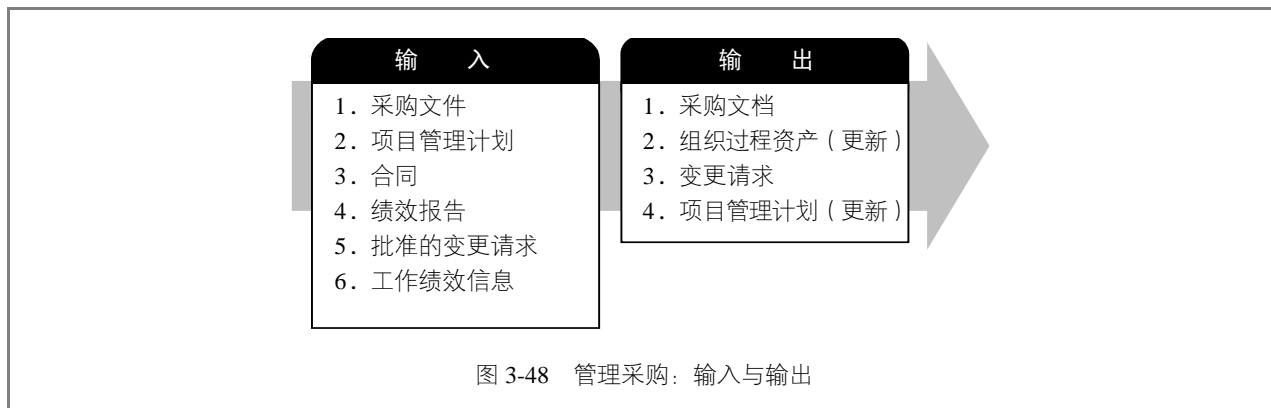 输 入
1. 采购文件
2. 项目管理计划
3. 合同
4. 绩效报告
5. 批准的变更请求
6. 工作绩效信息
输 出
1. 采购文档
2. 组织过程资产（更新）
3. 变更请求
4. 项目管理计划（更新）
图 3-48 管理采购：输入与输出